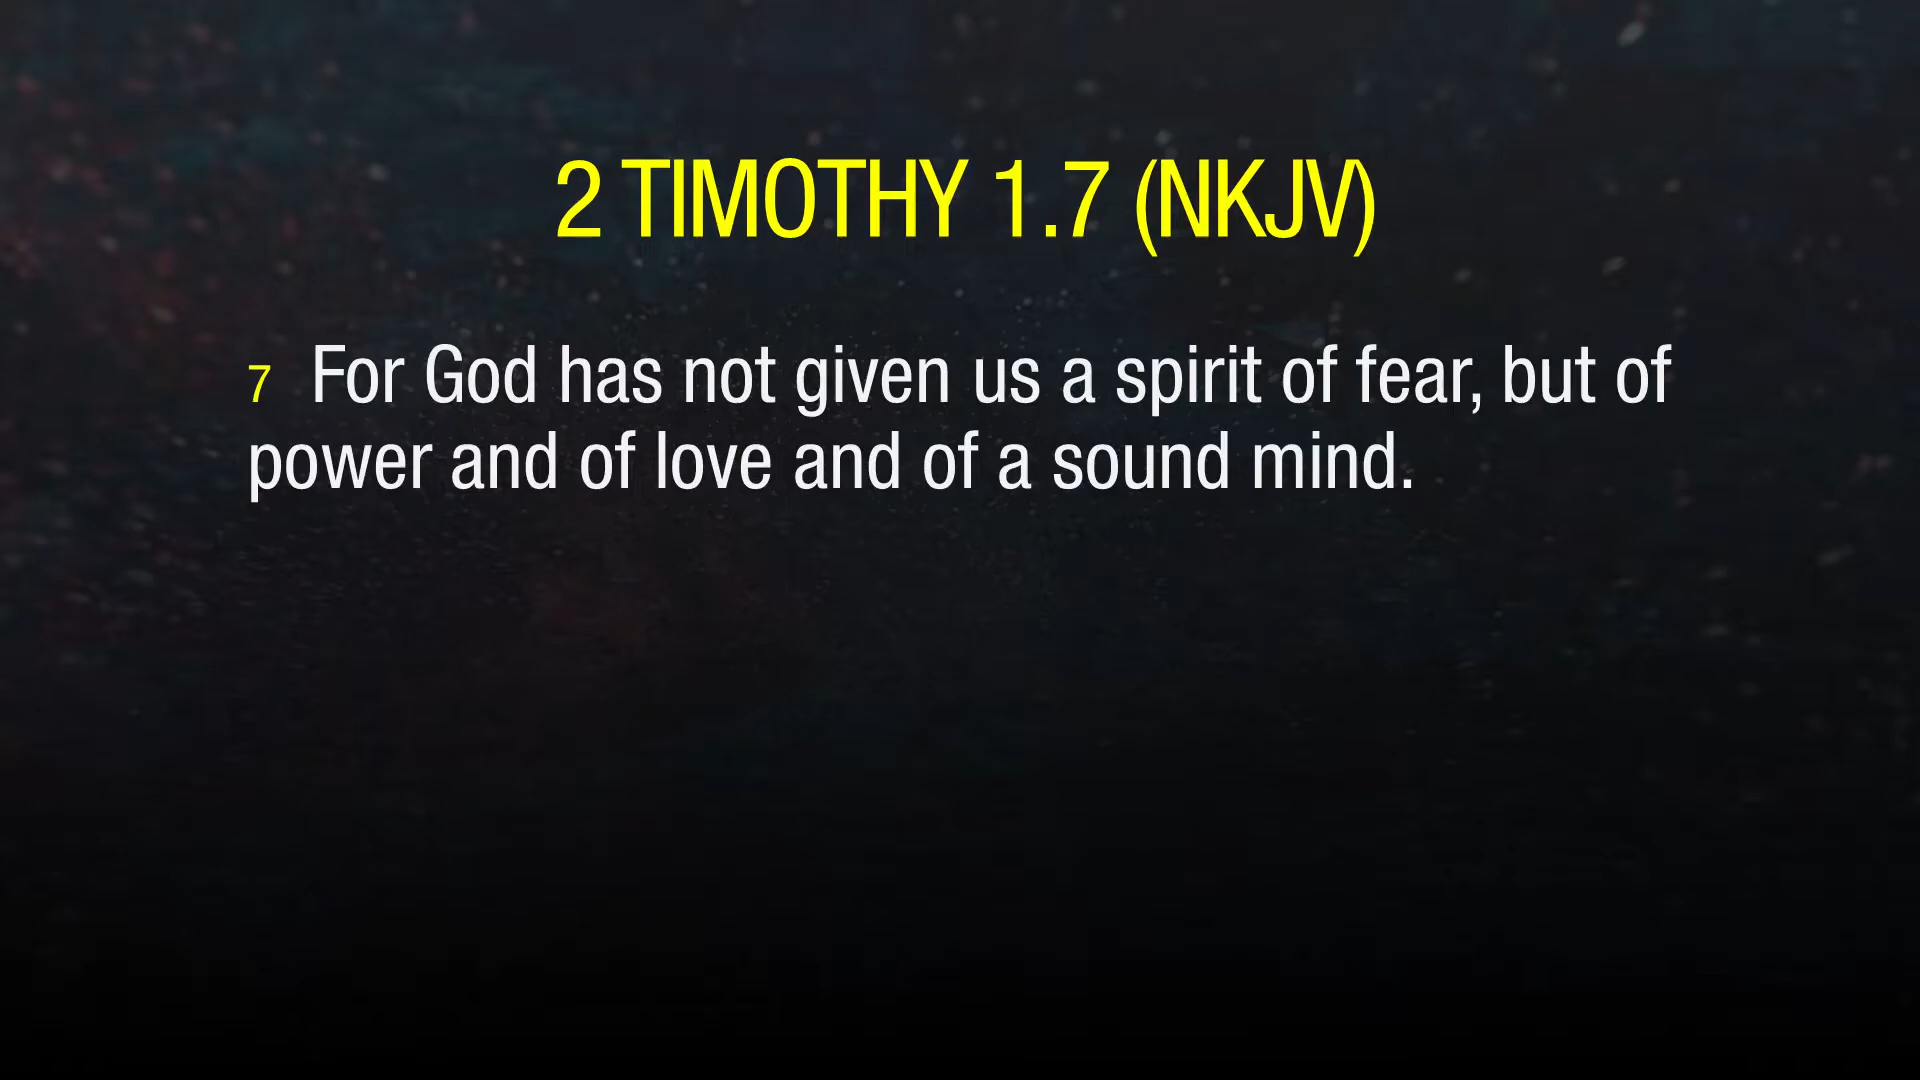 2 TIMOTHY 1.7 (NKJV)
7 For God has not given us a spirit of fear, but of
power and of love and of a sound mind.